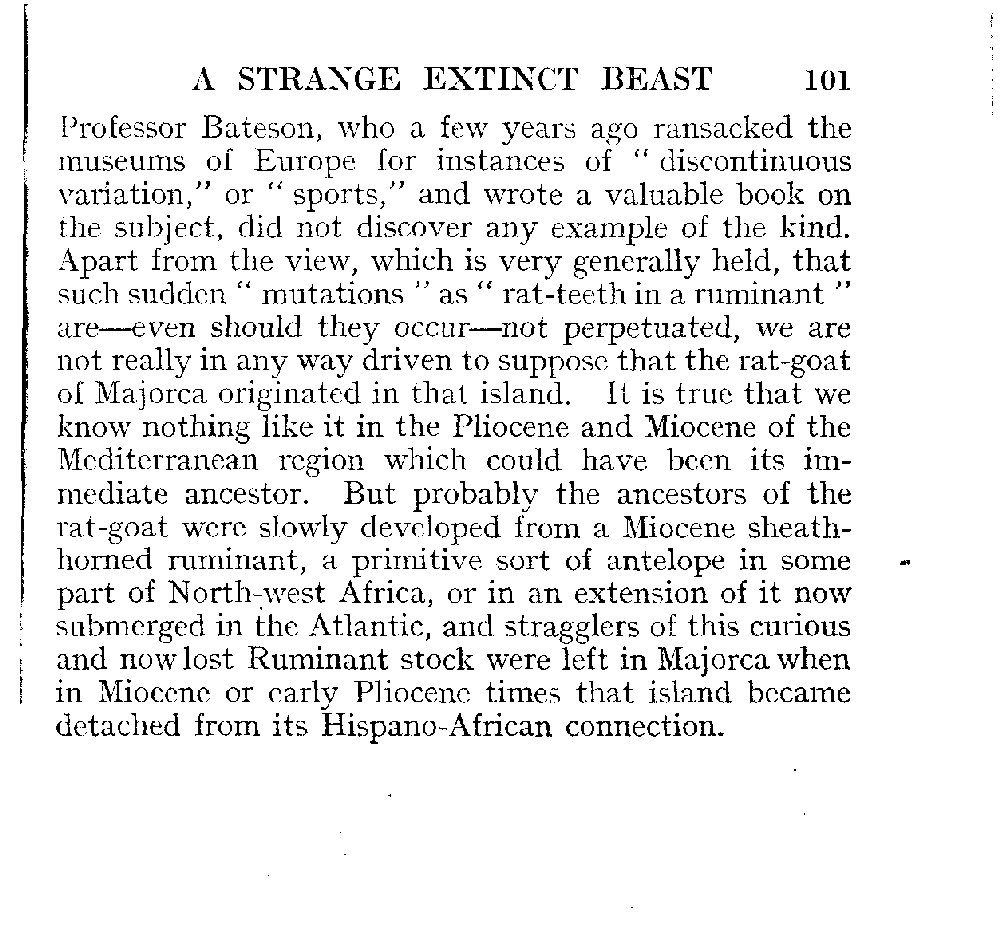 A STRANGE EXTINCT BEAST 101
Professor Bateson, who a few years ago ransacked the
museums of Europe for instances of “ discontinuous
variation,” or “ sports,” and wrote a valuable book on
the subject, did not discover any example of the kind.
Apart from the view, which is very generally held, that
such sudden “ mutations ” as “ rat-teeth in a ruminant ”
are—even should they occur—not perpetuated, we are
not really in any way driven to suppose that the rat-goat
of Majorca originated in that island. It is true that we
know nothing like it in the Pliocene and Miocene of the
Mediterranean region which could have been its im-
mediate ancestor. But probably the ancestors of the
rat-goat were slowly developed from a Miocene sheath-
horned ruminant, a primitive sort of antelope in some
part of North-west Africa, or in an extension of it now
submerged in the Atlantic, and stragglers of this curious
and now lost Ruminant stock were left in Majorca when
in Miocene or early Pliocene times that island became
detached from its Hispano-African connection.